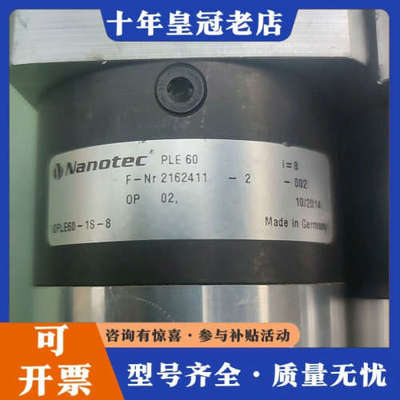 十年皇冠老店
Nanotec PLE 60 i=8
F-Nr 2162411 -2 -002
OP 02, 10/2014
GPLE60-1S-8 Made in Germany
可开票
咨询有惊喜·参与补贴活动
型号齐全·质量无忧